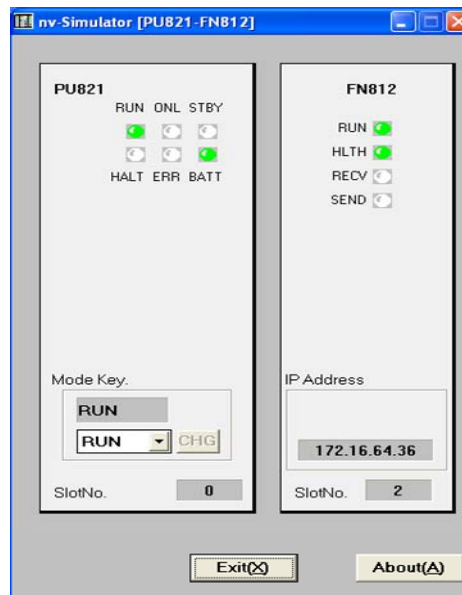 nv-Simulator [PU821-FN812]
PU821
RUN ONL STBY
HALT ERR BATT
Mode Key.
RUN
RUN CHG
SlotNo. 0
FN812
RUN
HLTH
RECV
SEND
IP Address
172.16.64.36
SlotNo. 2
Exit(X) About(A)